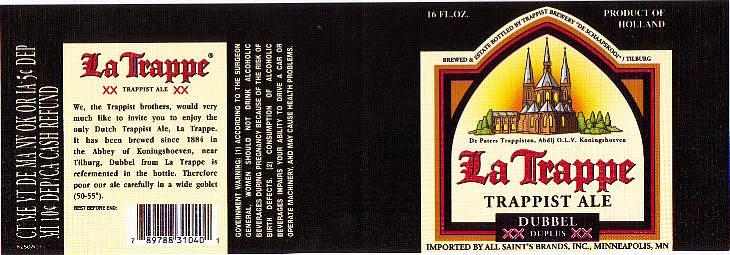 CT·ME·VT·DE·MA·NY·OK·OR·IA·5¢ DEP
MI 10¢ DEP/CA CASH REFUND
La Trappe®
XX TRAPPIST ALE XX
We, the Trappist brothers, would very
much like to invite you to enjoy the
only Dutch Trappist Ale, La Trappe.
It has been brewed since 1884 in
the Abbey of Koningshoeven, near
Tilburg, Dubbel from La Trappe is
refermented in the bottle. Therefore
pour our ale carefully in a wide goblet
(50-55°).
BEST BEFORE END:
7 89788 31040 1
GOVERNMENT WARNING: (1) ACCORDING TO THE SURGEON
GENERAL, WOMEN SHOULD NOT DRINK ALCOHOLIC
BEVERAGES DURING PREGNANCY BECAUSE OF THE RISK OF
BIRTH DEFECTS. (2) CONSUMPTION OF ALCOHOLIC
BEVERAGES IMPAIRS YOUR ABILITY TO DRIVE A CAR OR
OPERATE MACHINERY, AND MAY CAUSE HEALTH PROBLEMS.
16 FL.OZ.
PRODUCT OF
HOLLAND
BREWED & ESTATE BOTTLED BY TRAPPIST BREWERY "DE SCHAAPSKOOI" / TILBURG
De Paters Trappisten, Abdij O.L.V. Koningshoeven
La Trappe
TRAPPIST ALE
DUBBEL
XX DUPLUS XX
IMPORTED BY ALL SAINT'S BRANDS, INC., MINNEAPOLIS, MN